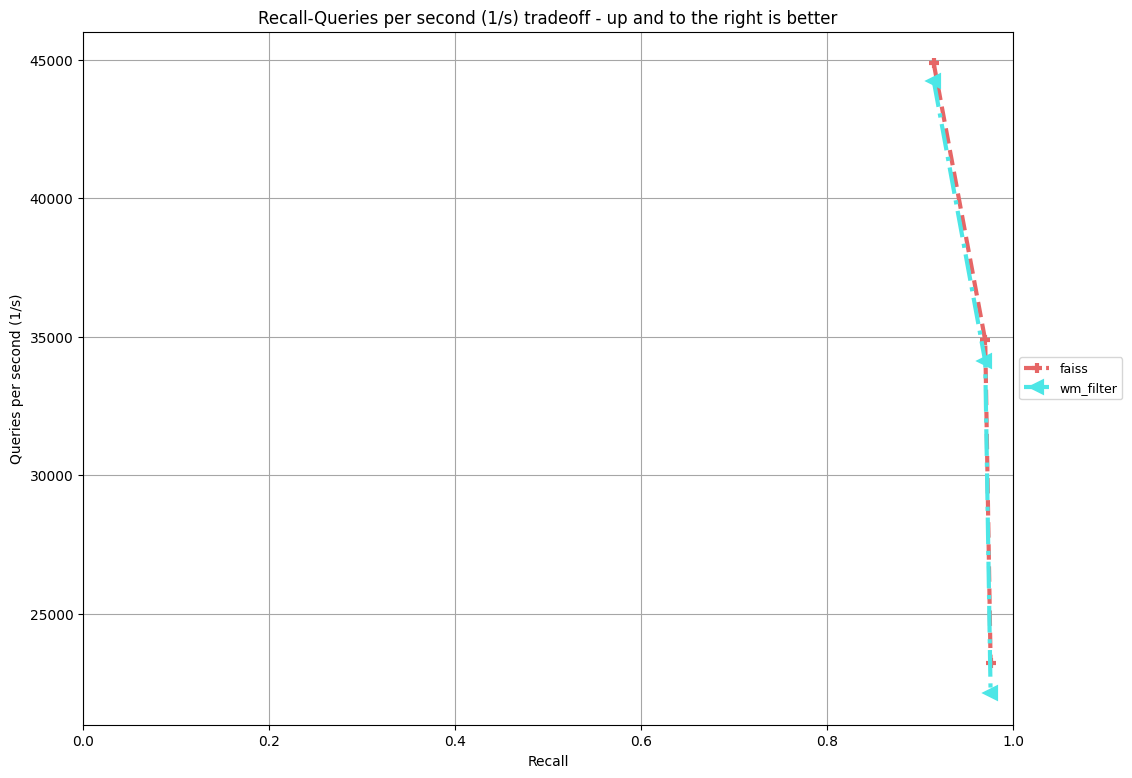 Recall-Queries per second (1/s) tradeoff - up and to the right is better
Queries per second (1/s)
45000
40000
35000
30000
25000
0.0 0.2 0.4 0.6 0.8 1.0
Recall
faiss
wm_filter